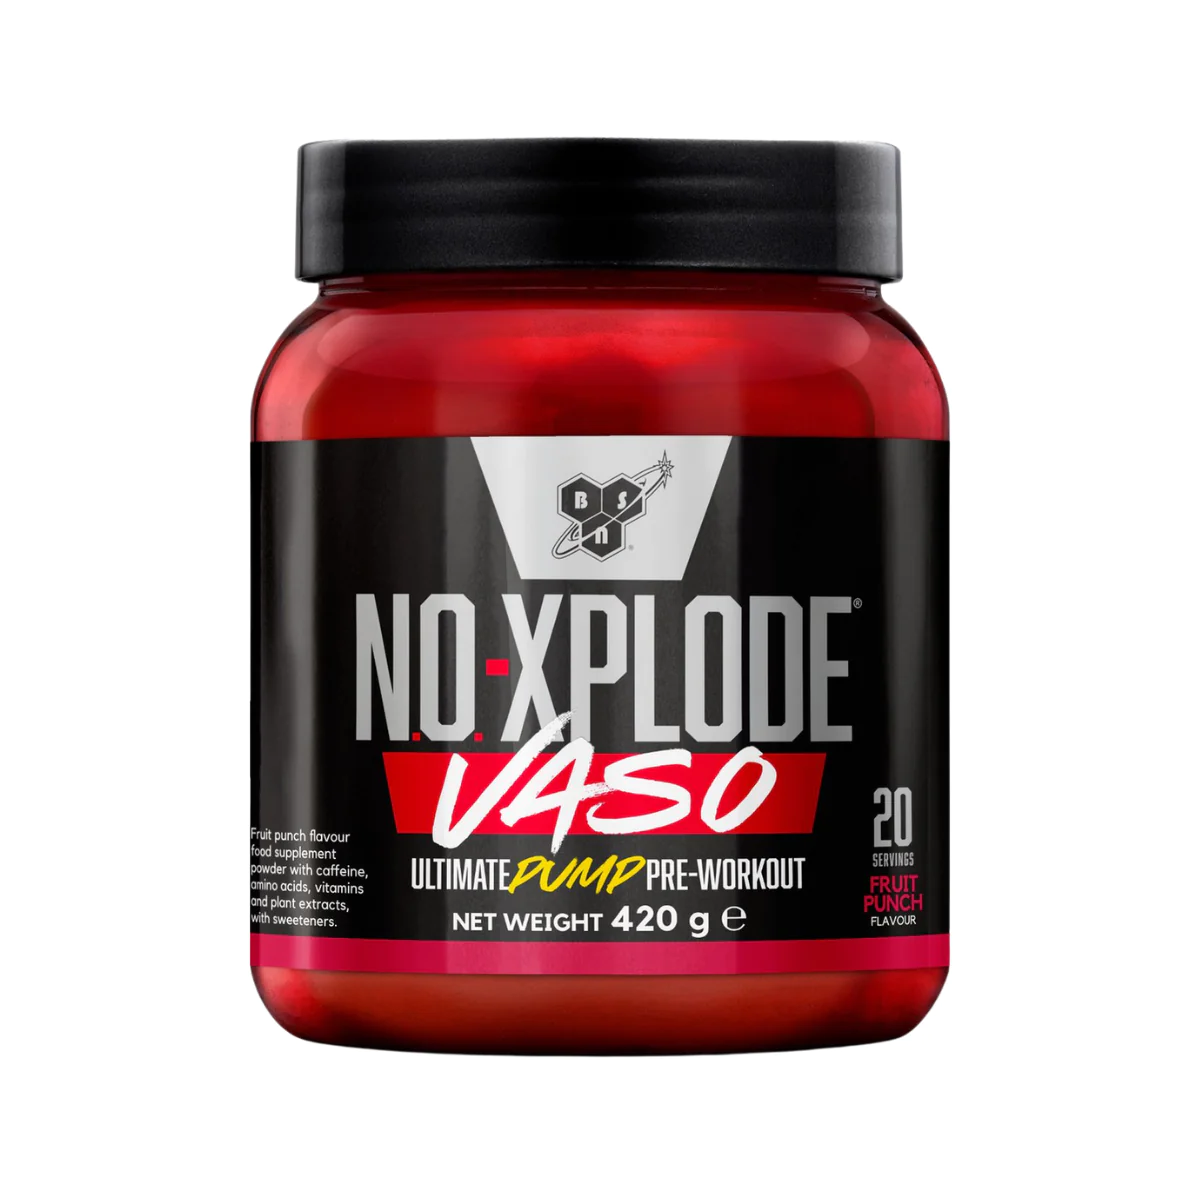 B S
n
®
N.O.-XPLODE®
VASO
ULTIMATE PUMP PRE-WORKOUT
NET WEIGHT 420 g ℮
Fruit punch flavour
food supplement
powder with caffeine,
amino acids, vitamins
and plant extracts,
with sweeteners.
20
SERVINGS
FRUIT
PUNCH
FLAVOUR